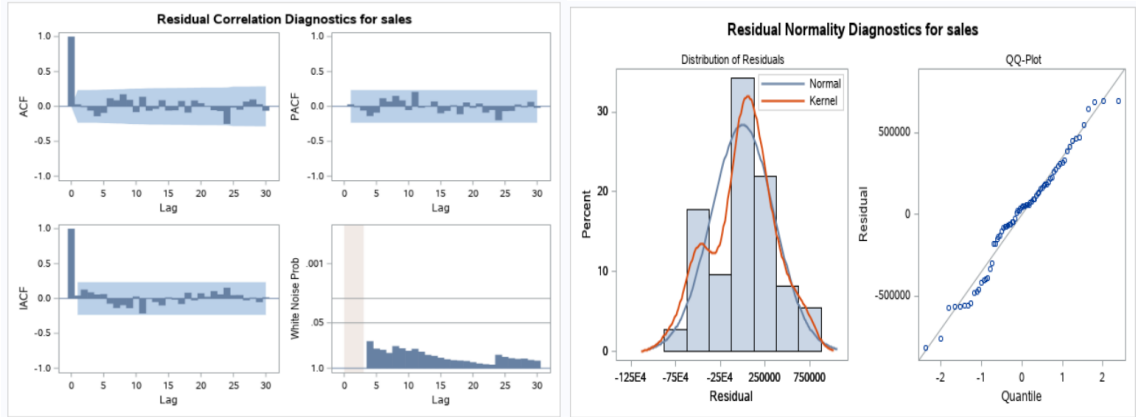 Residual Correlation Diagnostics for sales
ACF
1.0
0.5
0.0
-0.5
-1.0
0 5 10 15 20 25 30
Lag
PACF
1.0
0.5
0.0
-0.5
-1.0
0 5 10 15 20 25 30
Lag
IACF
1.0
0.5
0.0
-0.5
-1.0
0 5 10 15 20 25 30
Lag
White Noise Prob
.001
.05
1.0
0 5 10 15 20 25 30
Lag
Residual Normality Diagnostics for sales
Distribution of Residuals
Normal
Kernel
Percent
30
20
10
0
-125E4 -75E4 -25E4 250000 750000
Residual
QQ-Plot
Residual
500000
0
-500000
-2 -1 0 1 2
Quantile